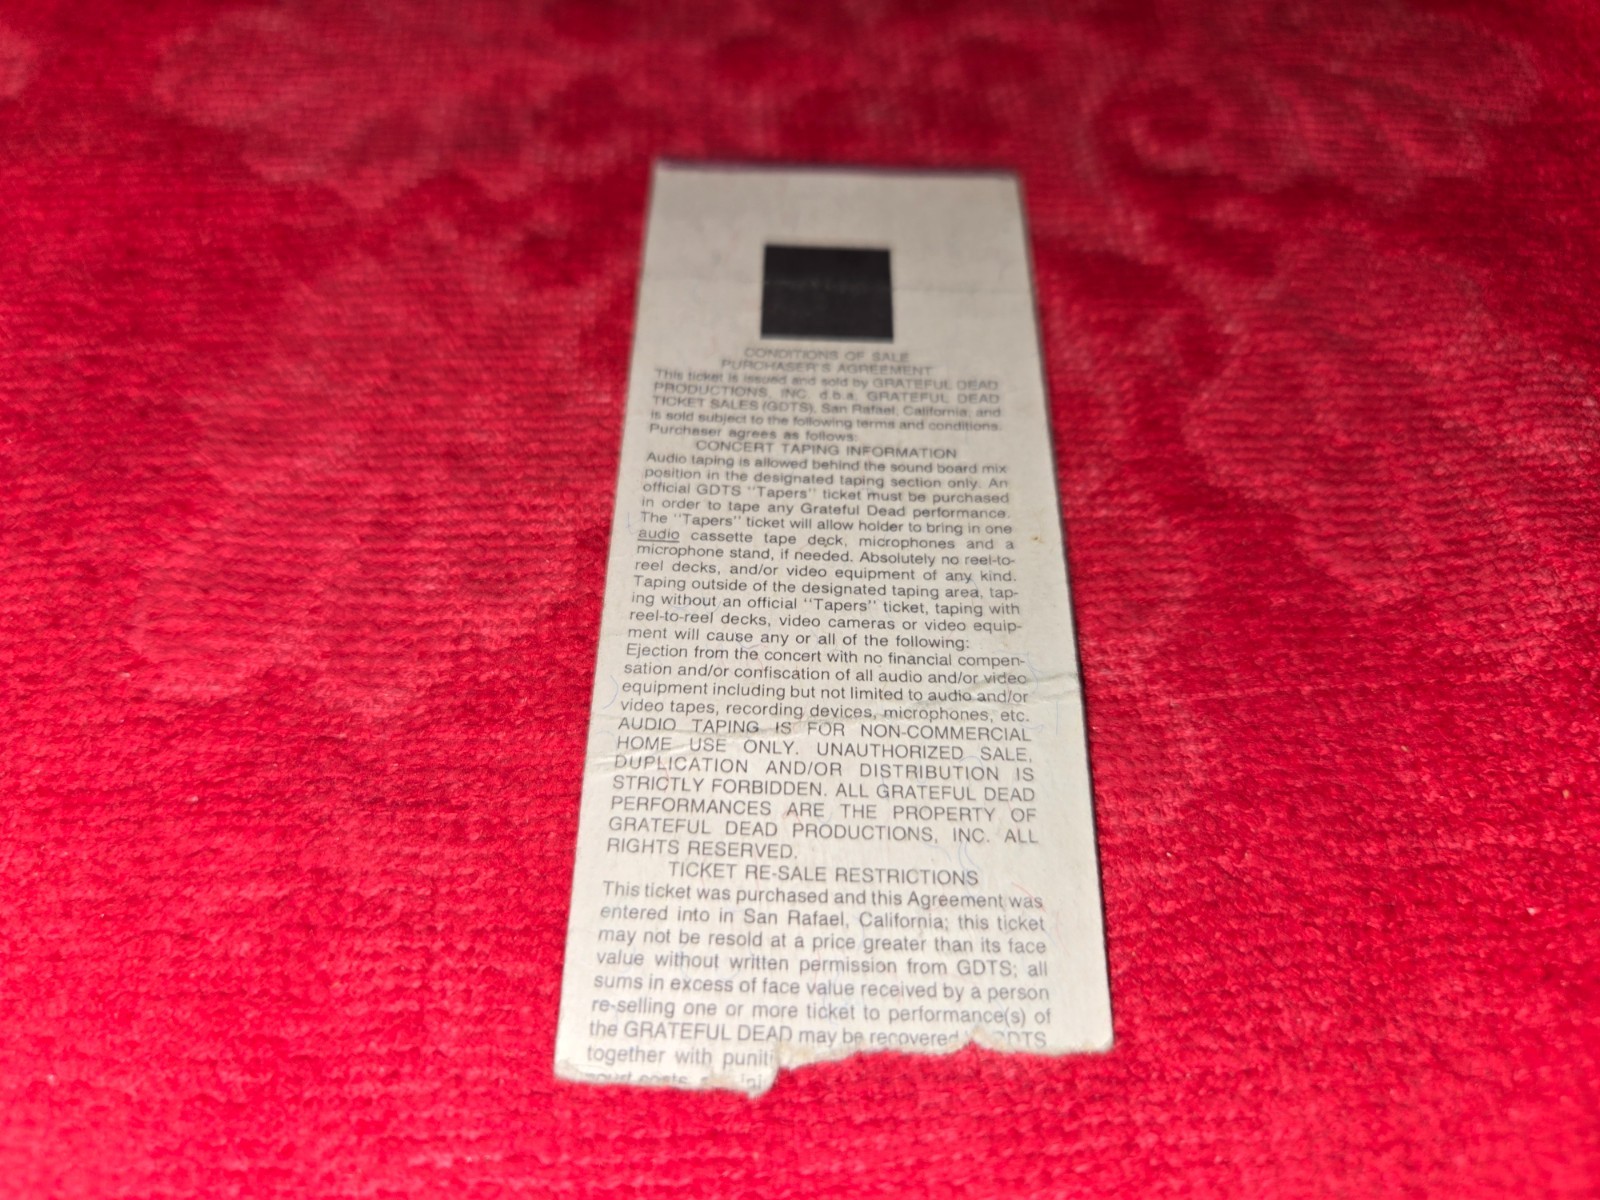 CONDITIONS OF SALE
PURCHASER'S AGREEMENT
This ticket is issued and sold by GRATEFUL DEAD
PRODUCTIONS, INC. d.b.a. GRATEFUL DEAD
TICKET SALES (GDTS), San Rafael, California, and
is sold subject to the following terms and conditions.
Purchaser agrees as follows:
CONCERT TAPING INFORMATION
Audio taping is allowed behind the sound board mix
position in the designated taping section only. An
official GDTS "Tapers" ticket must be purchased
in order to tape any Grateful Dead performance.
The "Tapers" ticket will allow holder to bring in one
audio cassette tape deck, microphones and a
microphone stand, if needed. Absolutely no reel-to-
reel decks, and/or video equipment of any kind.
Taping outside of the designated taping area, tap-
ing without an official "Tapers" ticket, taping with
reel-to-reel decks, video cameras or video equip-
ment will cause any or all of the following:
Ejection from the concert with no financial compen-
sation and/or confiscation of all audio and/or video
equipment including but not limited to audio and/or
video tapes, recording devices, microphones, etc.
AUDIO TAPING IS FOR NON-COMMERCIAL
HOME USE ONLY. UNAUTHORIZED SALE,
DUPLICATION AND/OR DISTRIBUTION IS
STRICTLY FORBIDDEN. ALL GRATEFUL DEAD
PERFORMANCES ARE THE PROPERTY OF
GRATEFUL DEAD PRODUCTIONS, INC. ALL
RIGHTS RESERVED.
TICKET RE-SALE RESTRICTIONS
This ticket was purchased and this Agreement was
entered into in San Rafael, California; this ticket
may not be resold at a price greater than its face
value without written permission from GDTS; all
sums in excess of face value received by a person
re-selling one or more ticket to performance(s) of
the GRATEFUL DEAD may be recovered GDTS
together with puniti
court costs,